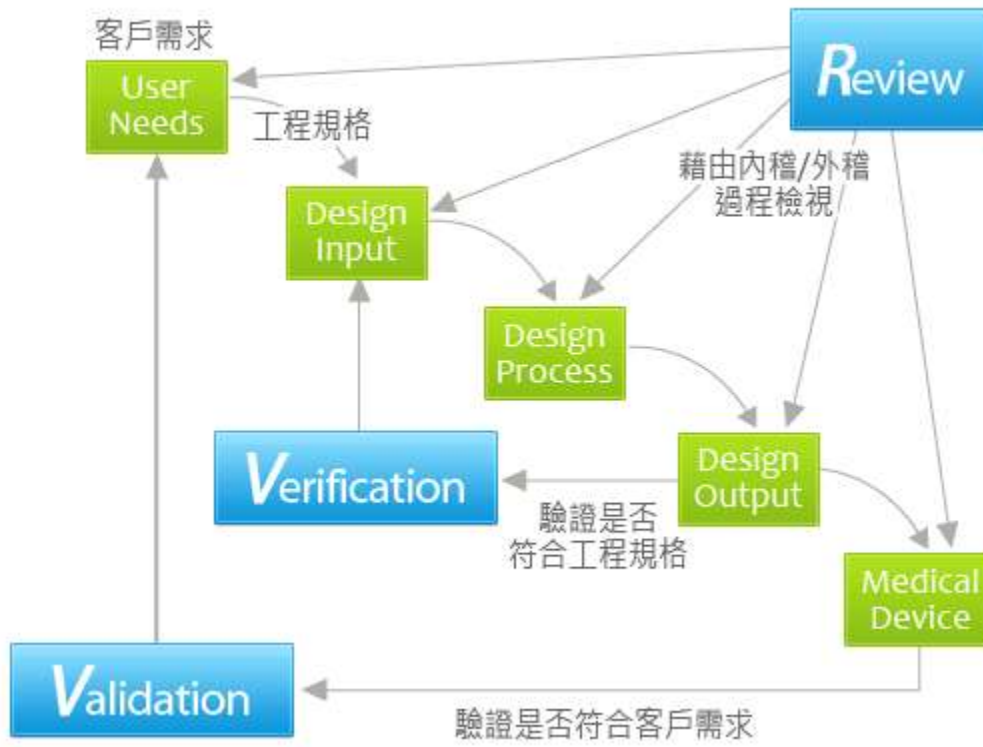 客戶需求
User
Needs
工程規格
Review
Design
Input
藉由內稽/外稽
過程檢視
Design
Process
Verification
Design
Output
驗證是否
符合工程規格
Medical
Device
Validation
驗證是否符合客戶需求